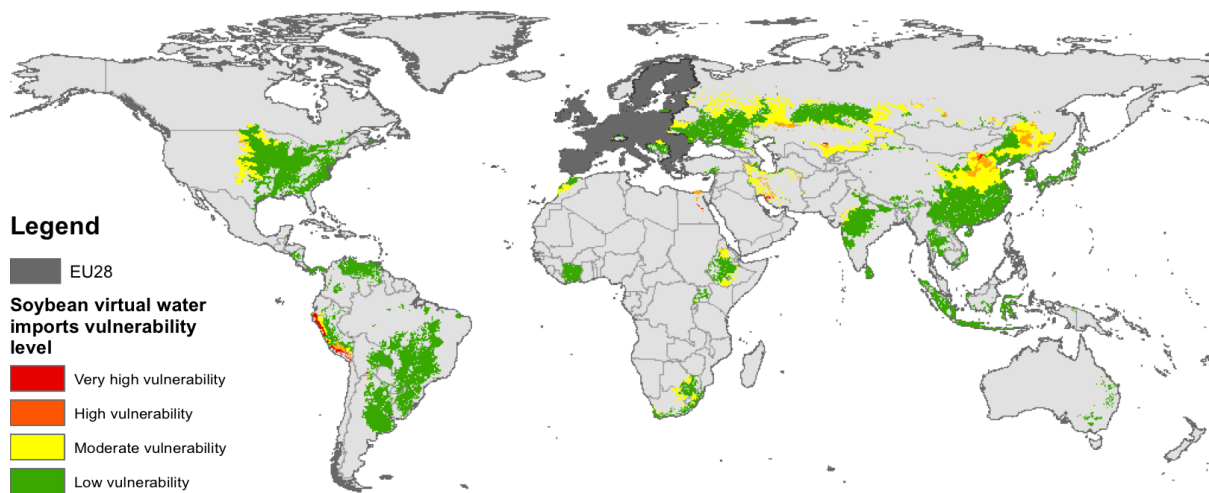 Legend
EU28
Soybean virtual water
imports vulnerability
level
Very high vulnerability
High vulnerability
Moderate vulnerability
Low vulnerability